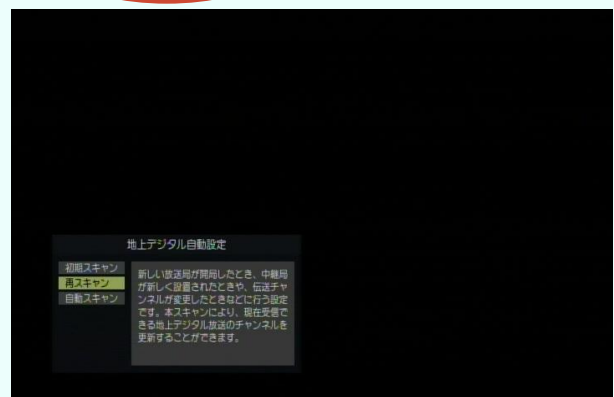 地上デジタル自動設定
初期スキャン
再スキャン
自動スキャン
新しい放送局が開局したとき、中継局
が新しく設置されたときや、伝送チャ
ンネルが変更したときなどに行う設定
です。本スキャンにより、現在受信で
きる地上デジタル放送のチャンネルを
更新することができます。